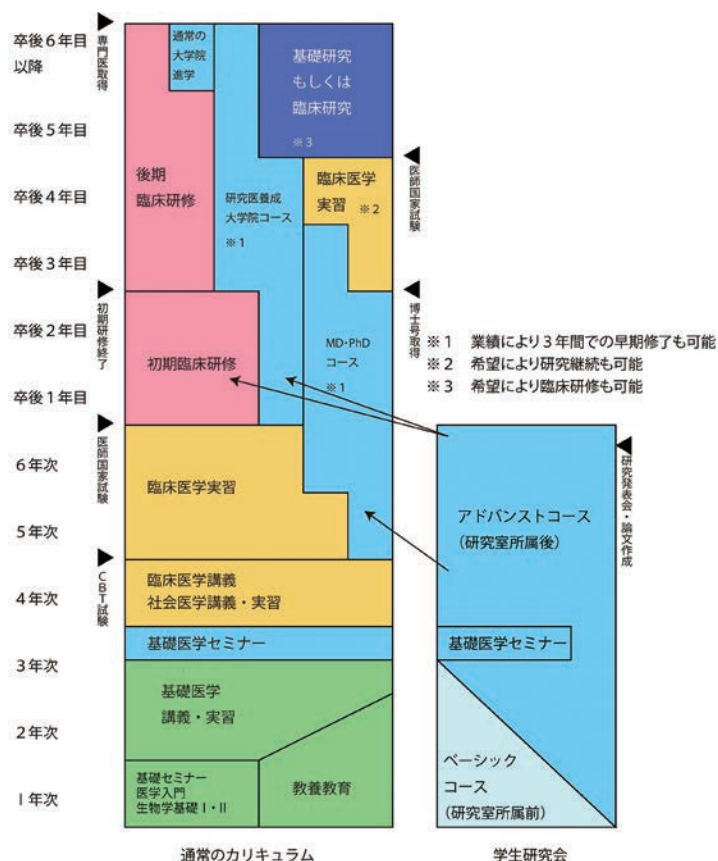 卒後6年目
以降
卒後5年目
卒後4年目
卒後3年目
卒後2年目
卒後1年目
6年次
5年次
4年次
3年次
2年次
1年次
専門医取得
初期研修終了
医師国家試験
CBT試験
通常の
大学院
進学
基礎研究
もしくは
臨床研究
※3
後期
臨床研修
研究医養成
大学院コース
※1
臨床医学
実習 ※2
初期臨床研修
MD・PhD
コース
※1
臨床医学実習
臨床医学講義
社会医学講義・実習
基礎医学セミナー
基礎医学
講義・実習
基礎セミナー
医学入門
生物学基礎I・II
教養教育
通常のカリキュラム
医師国家試験
博士号取得
※1 業績により3年間での早期修了も可能
※2 希望により研究継続も可能
※3 希望により臨床研修も可能
研究発表会・論文作成
アドバンストコース
(研究室所属後)
基礎医学セミナー
ベーシック
コース
(研究室所属前)
学生研究会